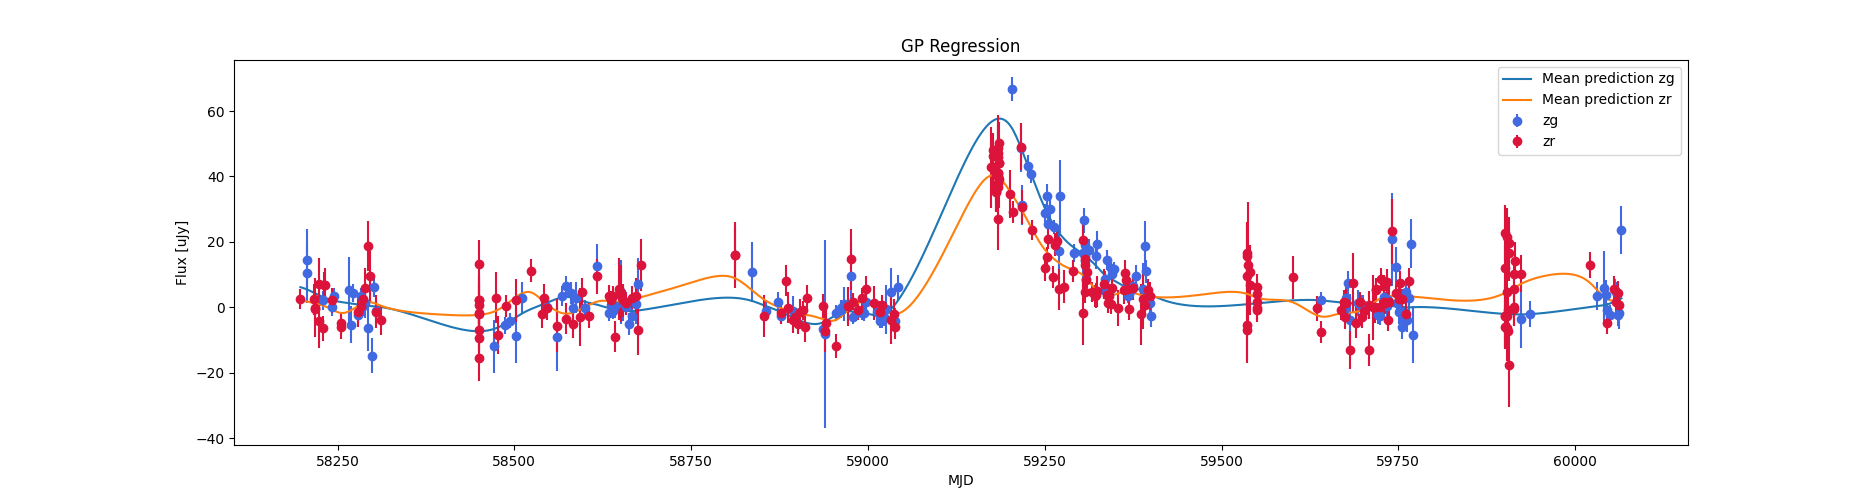 GP Regression
Mean prediction zg
Mean prediction zr
zg
zr
Flux [uJy]
60
40
20
0
−20
−40
58250
58500
58750
59000
59250
59500
59750
60000
MJD